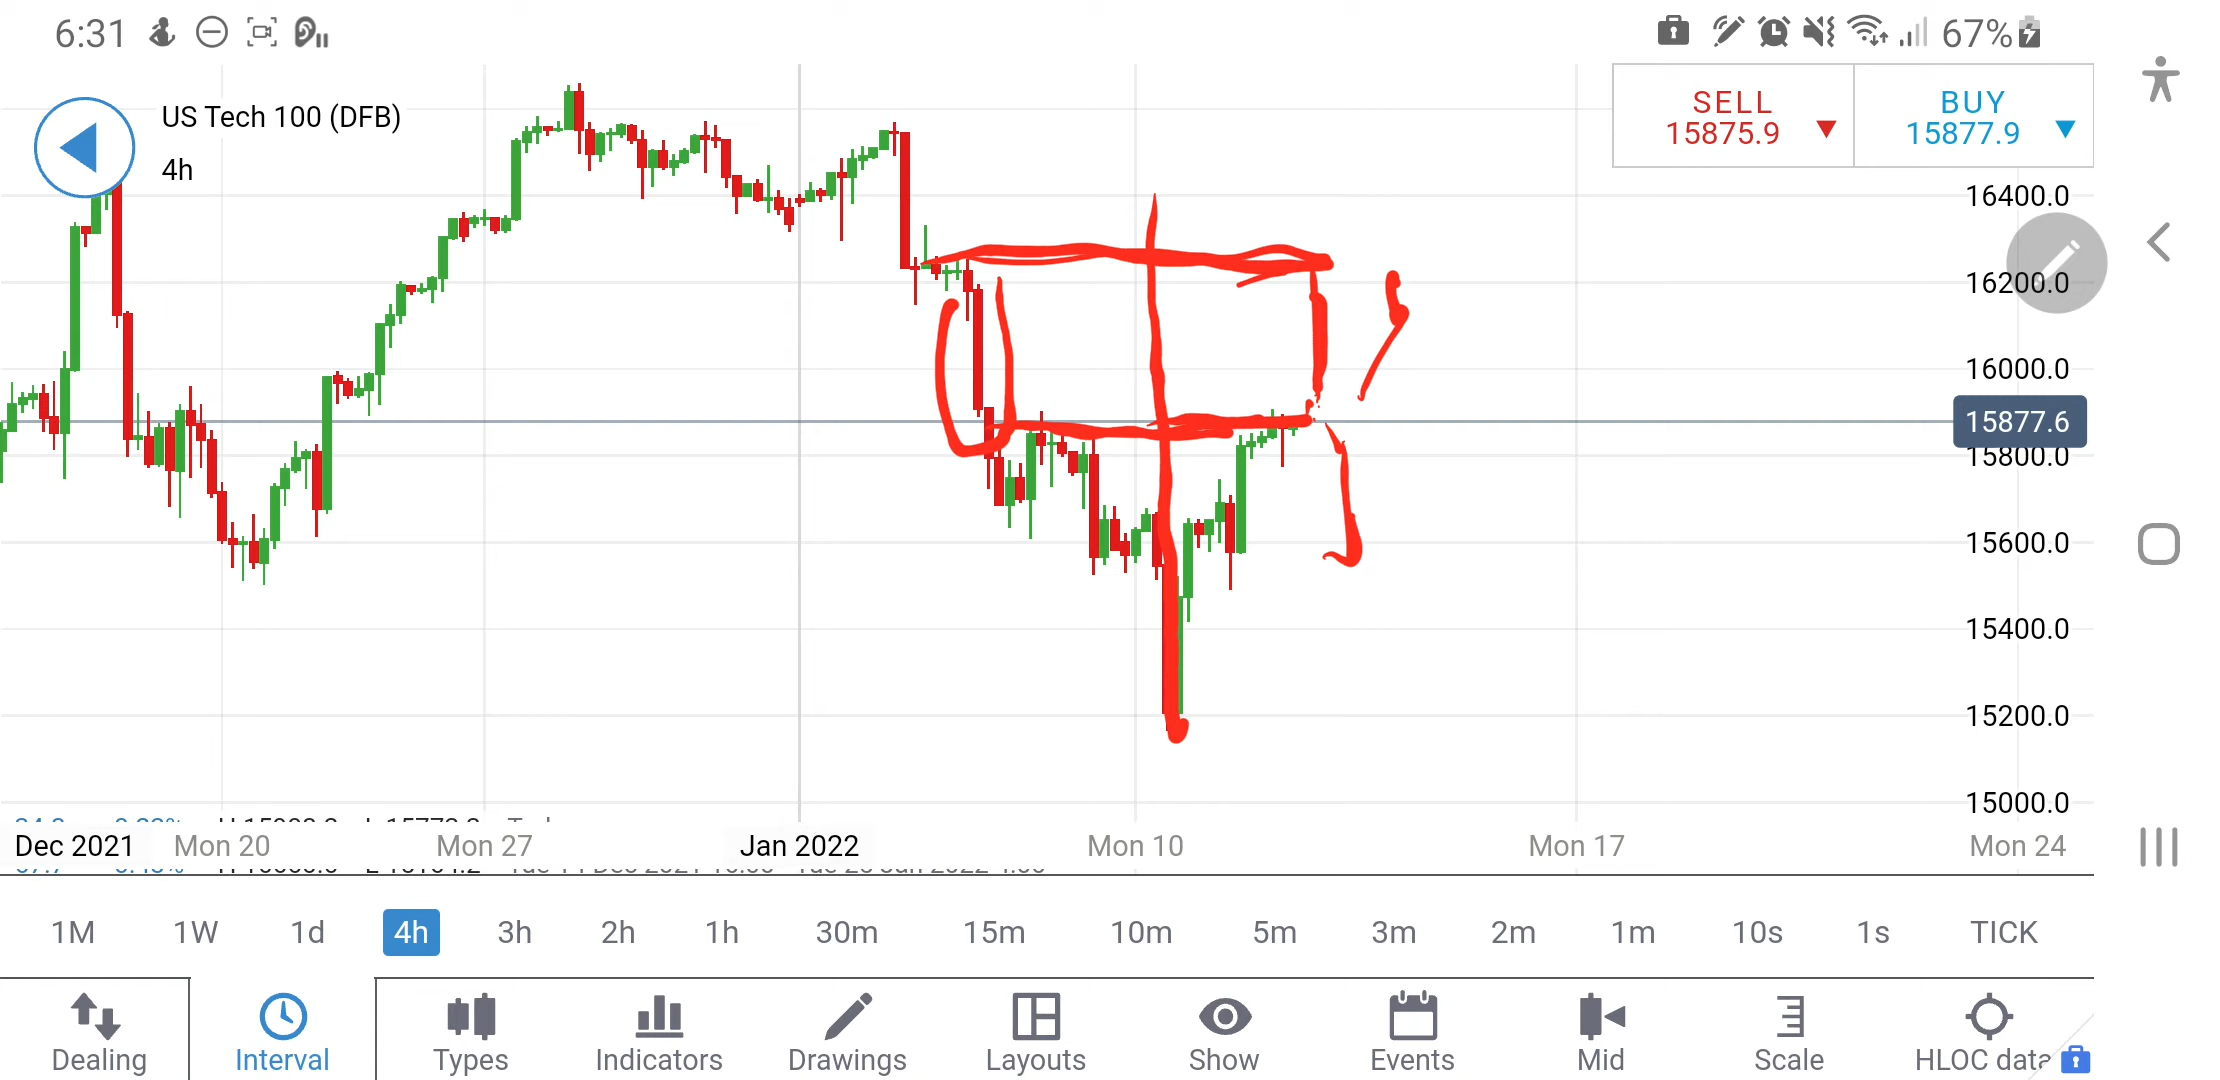 6:31
67%
US Tech 100 (DFB)
4h
SELL
15875.9
BUY
15877.9
16400.0
16200.0
16000.0
15877.6
15800.0
15600.0
15400.0
15200.0
15000.0
Dec 2021 Mon 20 Mon 27 Jan 2022 Mon 10 Mon 17 Mon 24
1M 1W 1d 4h 3h 2h 1h 30m 15m 10m 5m 3m 2m 1m 10s 1s TICK
Dealing Interval Types Indicators Drawings Layouts Show Events Mid Scale HLOC data